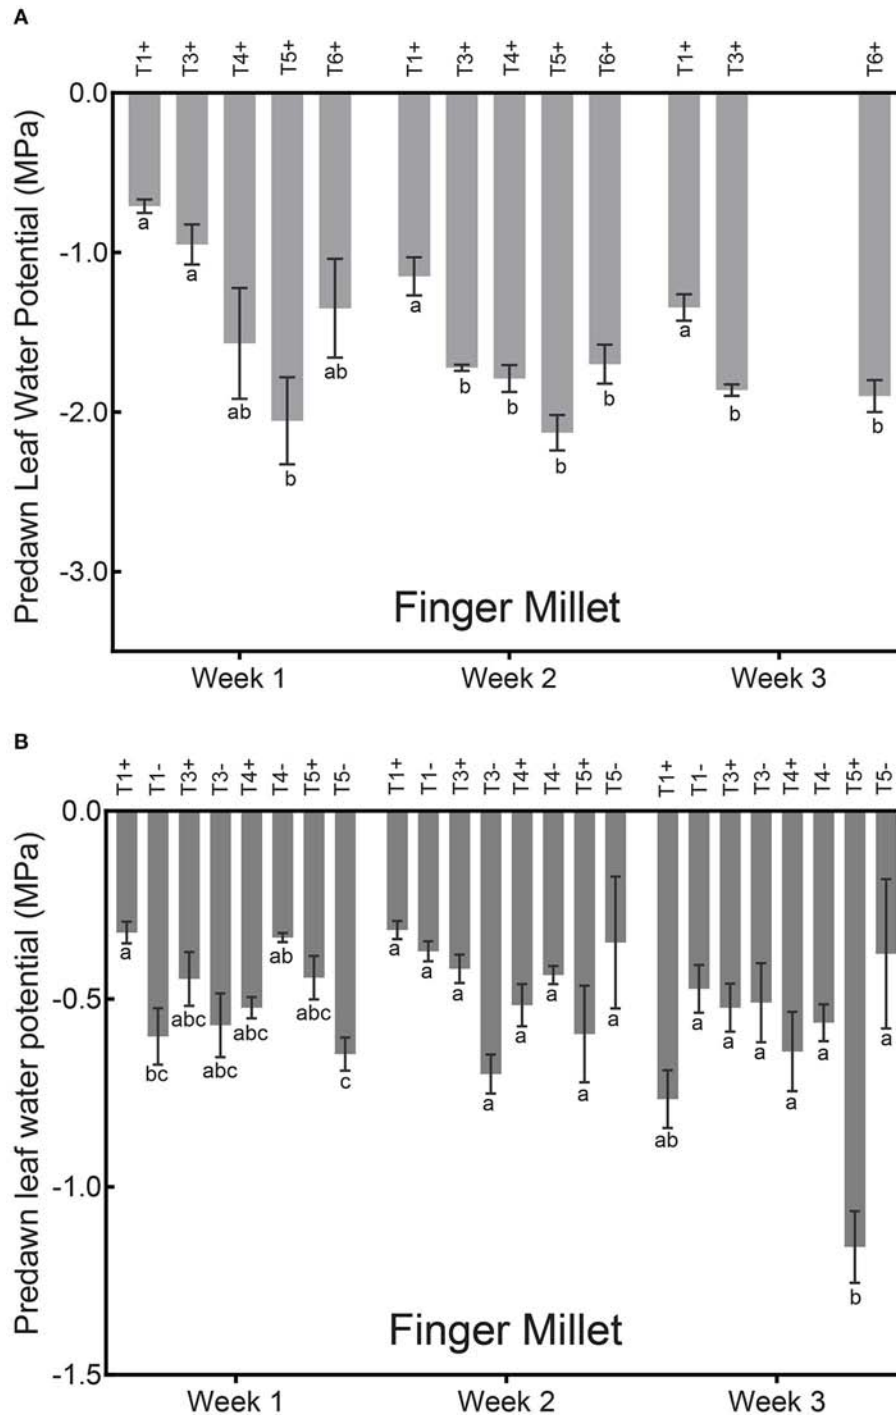 A
T1+ T3+ T4+ T5+ T6+ T1+ T3+ T4+ T5+ T6+ T1+ T3+ T6+
Predawn Leaf Water Potential (MPa)
0.0
-1.0
-2.0
-3.0
a a ab b ab a b b b b a b b
Finger Millet
Week 1 Week 2 Week 3
B
T1+ T1- T3+ T3- T4+ T4- T5+ T5- T1+ T1- T3+ T3- T4+ T4- T5+ T5- T1+ T1- T3+ T3- T4+ T4- T5+ T5-
Predawn leaf water potential (MPa)
0.0
-0.5
-1.0
-1.5
a bc abc abc abc ab abc c a a a a a a a a ab a a a a a b a
Finger Millet
Week 1 Week 2 Week 3